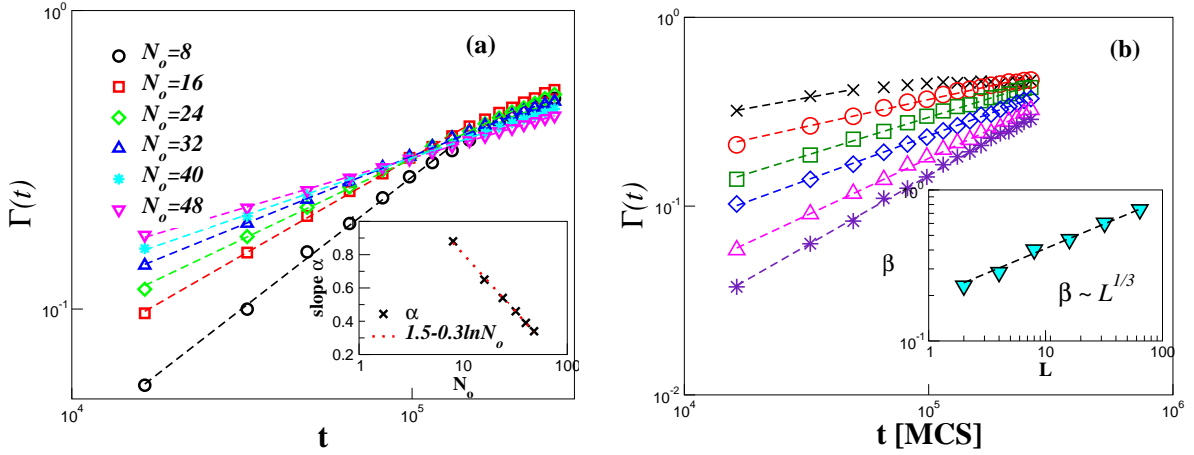 10^0
(a)
N_o=8
N_o=16
N_o=24
N_o=32
N_o=40
N_o=48
Γ(t)
10^-1
10^4
10^5
t
1
0.8
0.6
0.4
0.2
slope α
α
1.5-0.3lnN_o
1
10
100
N_o
10^0
(b)
Γ(t)
10^-1
10^-2
10^4
10^5
10^6
t [MCS]
10^0
β
10^-1
β ~ L^1/3
1
10
100
L